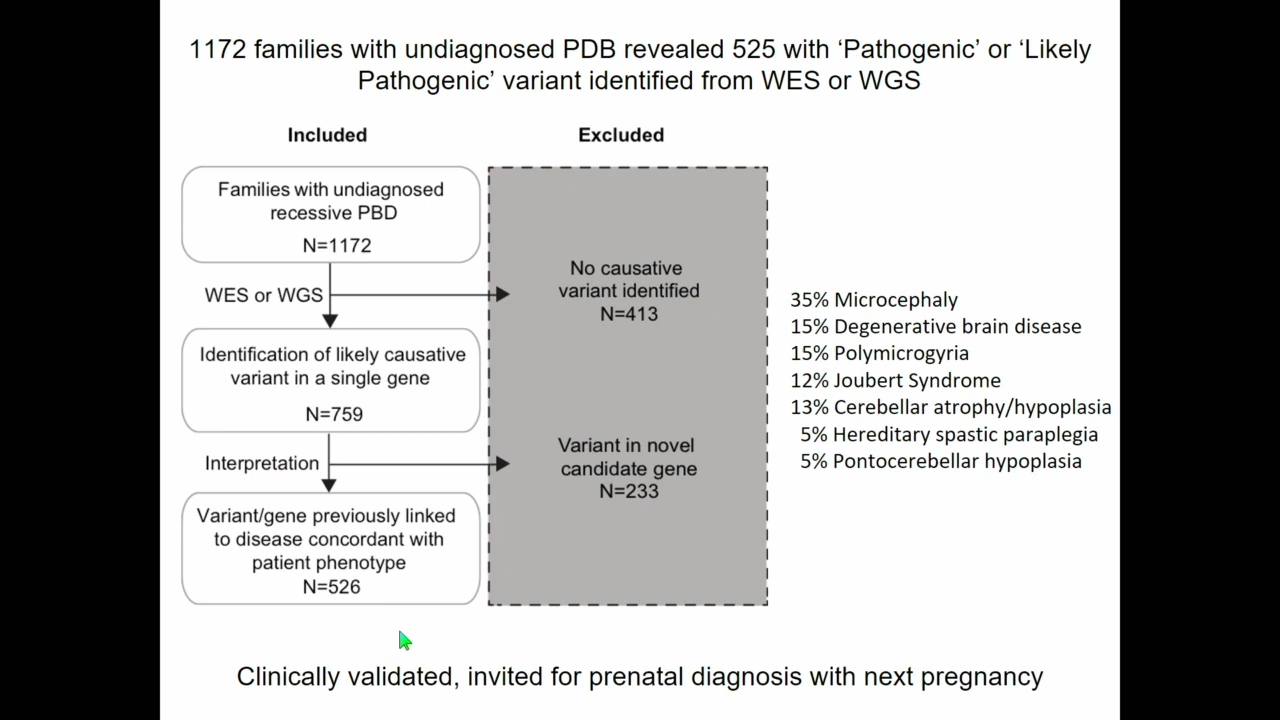 1172 families with undiagnosed PDB revealed 525 with ‘Pathogenic’ or ‘Likely
Pathogenic’ variant identified from WES or WGS
Included
Excluded
Families with undiagnosed
recessive PBD
N=1172
WES or WGS
No causative
variant identified
N=413
Identification of likely causative
variant in a single gene
N=759
Interpretation
Variant in novel
candidate gene
N=233
Variant/gene previously linked
to disease concordant with
patient phenotype
N=526
35% Microcephaly
15% Degenerative brain disease
15% Polymicrogyria
12% Joubert Syndrome
13% Cerebellar atrophy/hypoplasia
5% Hereditary spastic paraplegia
5% Pontocerebellar hypoplasia
Clinically validated, invited for prenatal diagnosis with next pregnancy